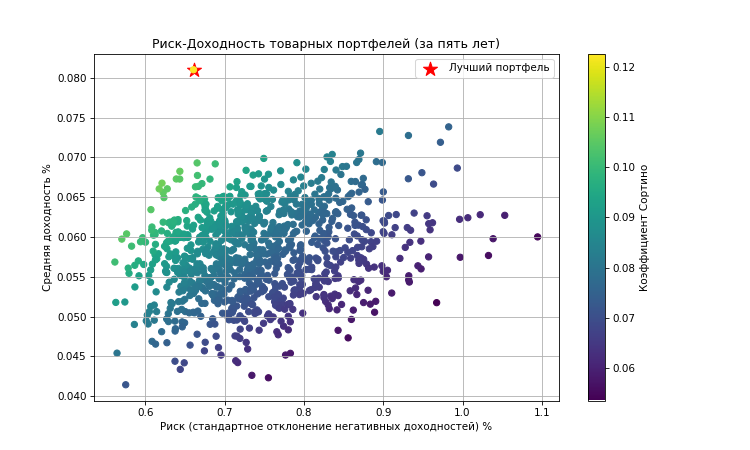 Риск-Доходность товарных портфелей (за пять лет)
Лучший портфель
Средняя доходность %
0.080
0.075
0.070
0.065
0.060
0.055
0.050
0.045
0.040
0.6 0.7 0.8 0.9 1.0 1.1
Риск (стандартное отклонение негативных доходностей) %
0.12
0.11
0.10
0.09
0.08
0.07
0.06
Коэффициент Сортино